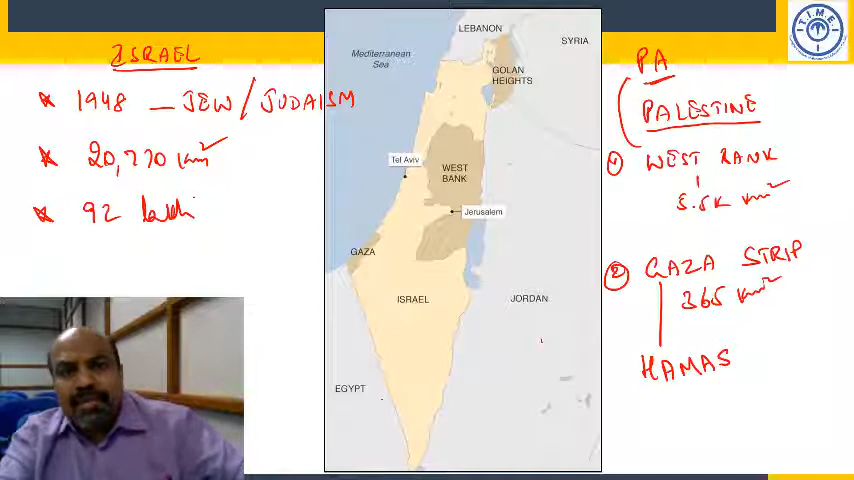 ISRAEL
* 1948 — JEW / JUDAISM
* 20,770 km²
* 92 lakh
LEBANON
SYRIA
Mediterranean
Sea
GOLAN
HEIGHTS
Tel Aviv
WEST
BANK
Jerusalem
GAZA
ISRAEL
JORDAN
EGYPT
PA
PALESTINE
① WEST BANK
5.5K km²
② GAZA STRIP
365 km²
HAMAS
T.I.M.E.